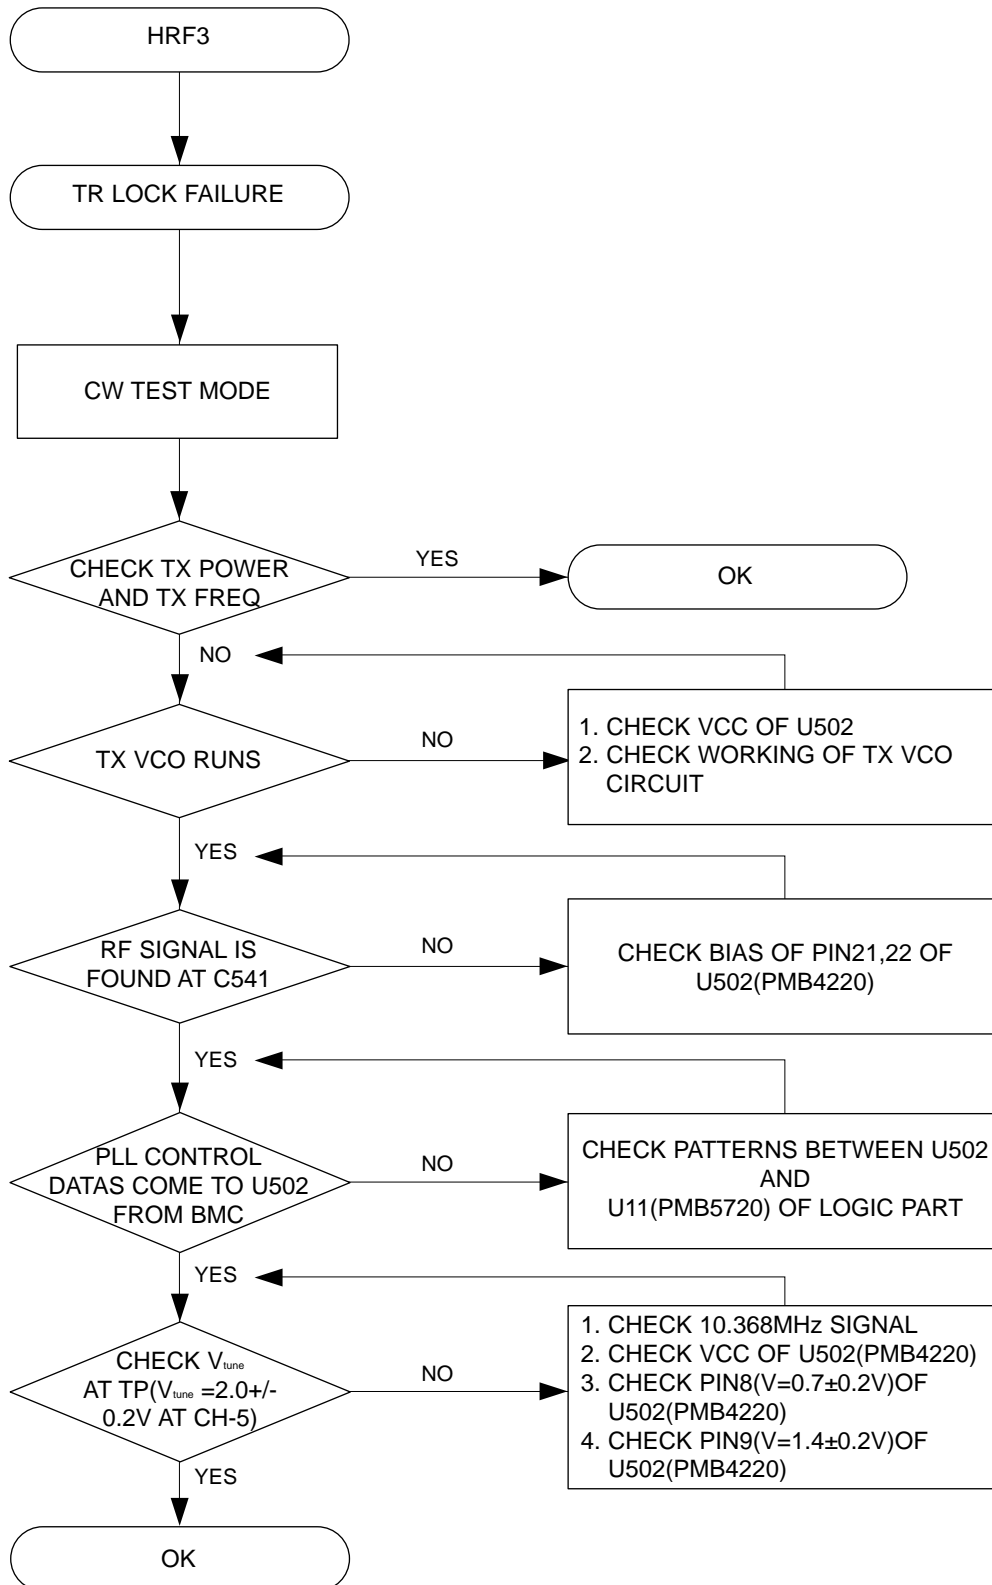 HRF3
TR LOCK FAILURE
CW TEST MODE
CHECK TX POWER
AND TX FREQ
YES
OK
NO
TX VCO RUNS
NO
1. CHECK VCC OF U502
2. CHECK WORKING OF TX VCO
CIRCUIT
YES
RF SIGNAL IS
FOUND AT C541
NO
CHECK BIAS OF PIN21,22 OF
U502(PMB4220)
YES
PLL CONTROL
DATAS COME TO U502
FROM BMC
NO
CHECK PATTERNS BETWEEN U502
AND
U11(PMB5720) OF LOGIC PART
YES
CHECK Vtune
AT TP(Vtune =2.0+/-
0.2V AT CH-5)
NO
1. CHECK 10.368MHz SIGNAL
2. CHECK VCC OF U502(PMB4220)
3. CHECK PIN8(V=0.7±0.2V)OF
U502(PMB4220)
4. CHECK PIN9(V=1.4±0.2V)OF
U502(PMB4220)
YES
OK